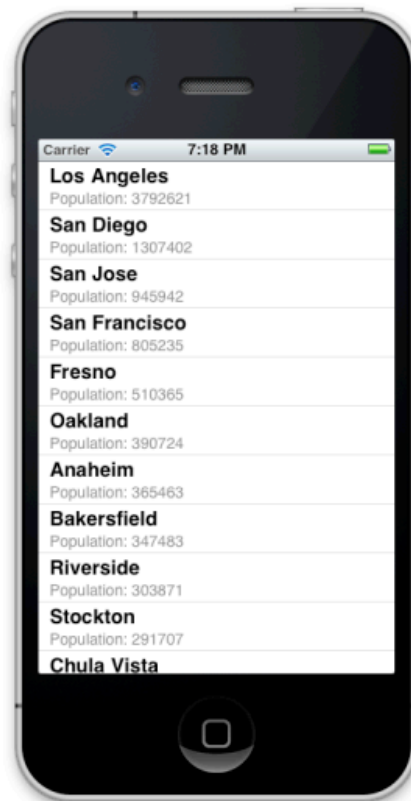 Carrier 7:18 PM
Los Angeles
Population: 3792621
San Diego
Population: 1307402
San Jose
Population: 945942
San Francisco
Population: 805235
Fresno
Population: 510365
Oakland
Population: 390724
Anaheim
Population: 365463
Bakersfield
Population: 347483
Riverside
Population: 303871
Stockton
Population: 291707
Chula Vista